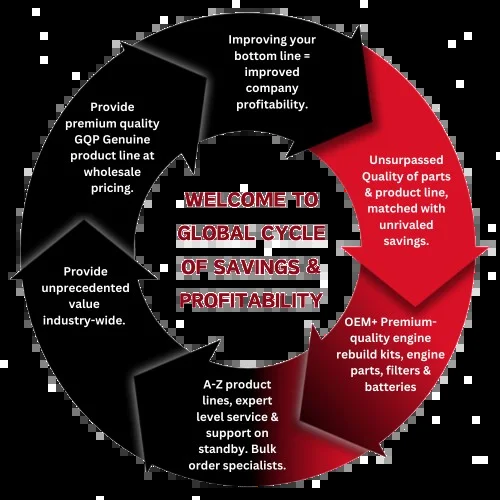 WELCOME TO
GLOBAL CYCLE
OF SAVINGS &
PROFITABILITY
Improving your
bottom line =
improved
company
profitability.
Unsurpassed
Quality of parts
& product line,
matched with
unrivaled
savings.
OEM+ Premium-
quality engine
rebuild kits, engine
parts, filters &
batteries
A-Z product
lines, expert
level service &
support on
standby. Bulk
order specialists.
Provide
unprecedented
value
industry-wide.
Provide
premium quality
GQP Genuine
product line at
wholesale
pricing.